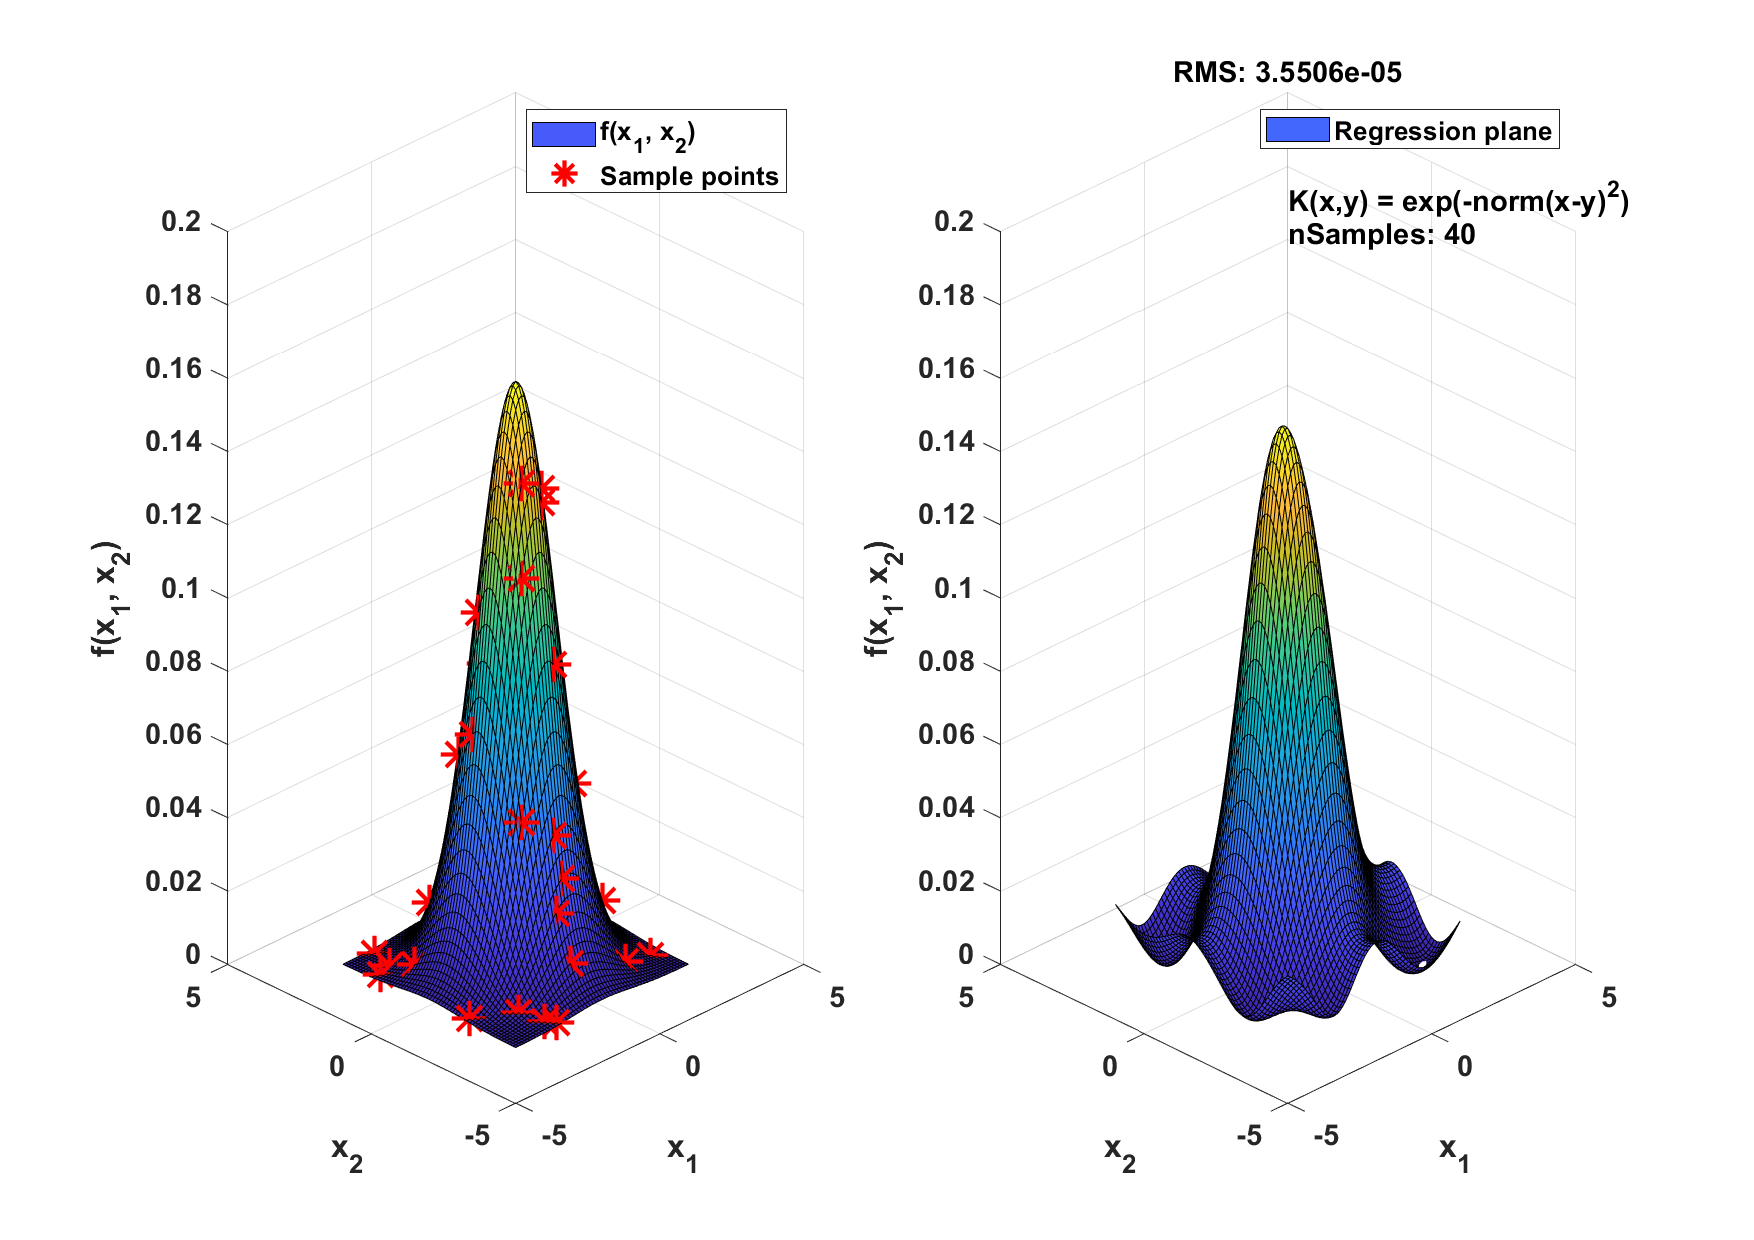 f(x1, x2)
Sample points
0.2
0.18
0.16
0.14
0.12
0.1
0.08
0.06
0.04
0.02
0
f(x1, x2)
5
0
-5
x2
-5
0
5
x1
RMS: 3.5506e-05
Regression plane
K(x,y) = exp(-norm(x-y)2)
nSamples: 40
0.2
0.18
0.16
0.14
0.12
0.1
0.08
0.06
0.04
0.02
0
f(x1, x2)
5
0
-5
x2
-5
0
5
x1